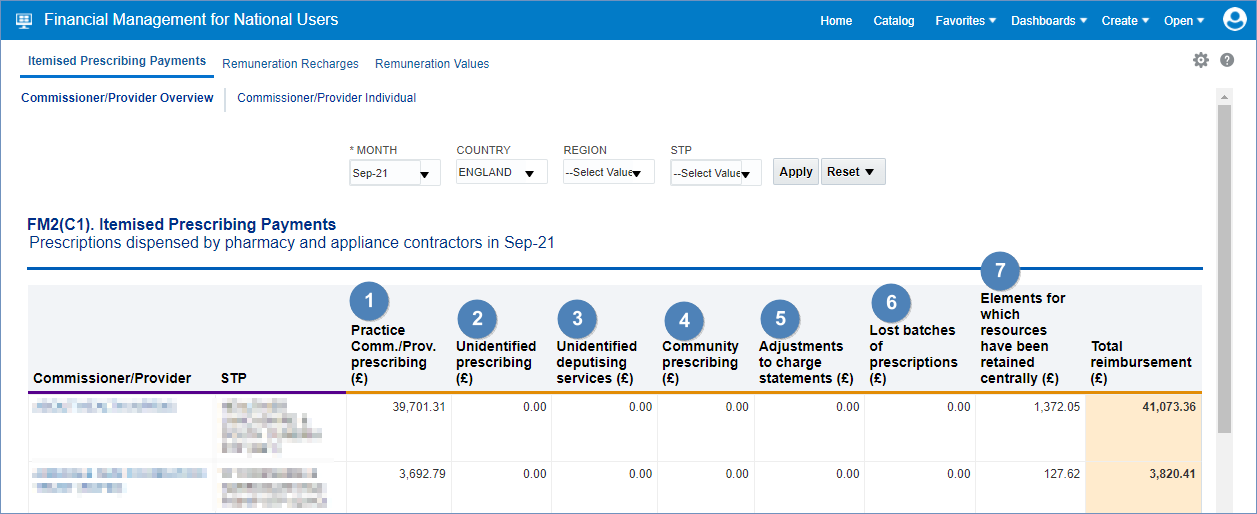 Financial Management for National Users
Home Catalog Favorites Dashboards Create Open
Itemised Prescribing Payments Remuneration Recharges Remuneration Values
Commissioner/Provider Overview Commissioner/Provider Individual
* MONTH COUNTRY REGION STP
Sep-21 ENGLAND --Select Value --Select Value Apply Reset
FM2(C1). Itemised Prescribing Payments
Prescriptions dispensed by pharmacy and appliance contractors in Sep-21
1 2 3 4 5 6 7
Commissioner/Provider
STP
Practice
Comm./Prov.
prescribing
(£)
Unidentified
prescribing
(£)
Unidentified
deputising
services (£)
Community
prescribing
(£)
Adjustments
to charge
statements (£)
Lost batches
of
prescriptions
(£)
Elements for
which
resources
have been
retained
centrally (£)
Total
reimbursement
(£)
39,701.31 0.00 0.00 0.00 0.00 0.00 1,372.05 41,073.36
3,692.79 0.00 0.00 0.00 0.00 0.00 127.62 3,820.41